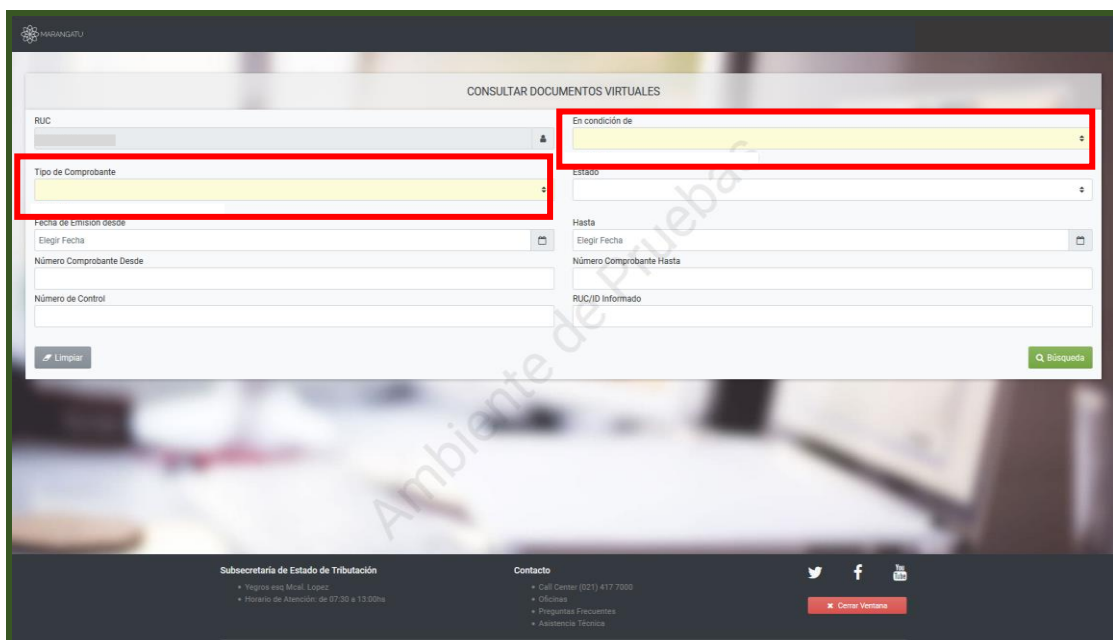 MARANGATU
CONSULTAR DOCUMENTOS VIRTUALES
RUC
En condición de
Tipo de Comprobante
Estado
Fecha de Emisión desde
Hasta
Elegir Fecha
Elegir Fecha
Número Comprobante Desde
Número Comprobante Hasta
Número de Control
RUC/ID Informado
Limpiar
Búsqueda
Ambiente de Pruebas
Subsecretaría de Estado de Tributación
Yegros esq Mcal. Lopez
Horario de Atención: de 07:30 a 13:00hs
Contacto
Call Center (021) 417 7000
Oficinas
Preguntas Frecuentes
Asistencia Técnica
You
Tube
Cerrar Ventana